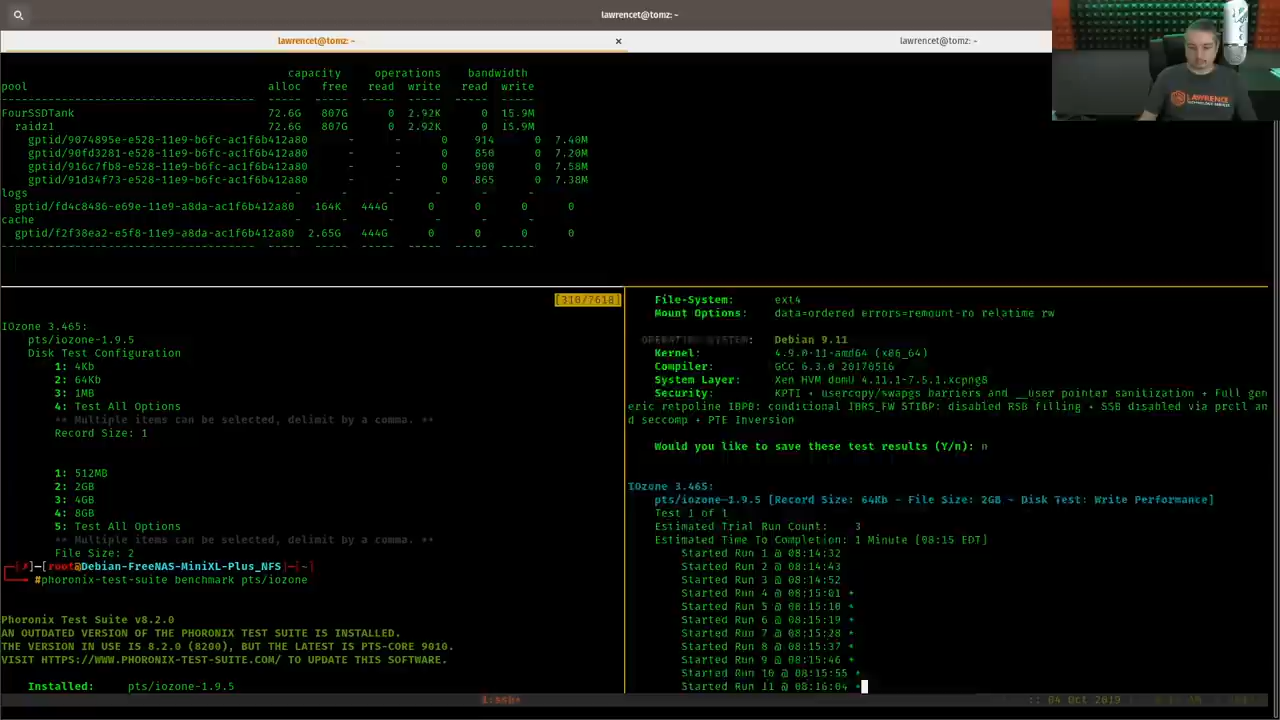 lawrencet@tomz: ~
lawrencet@tomz: ~
lawrencet@tomz: ~
capacity operations bandwidth
pool alloc free read write read write
FourSSDTank 72.6G 807G 0 2.92K 0 15.9M
raidz1 72.6G 807G 0 2.92K 0 15.9M
gptid/9074895e-e528-11e9-b6fc-ac1f6b412a80 - - 0 914 0 7.40M
gptid/90fd3281-e528-11e9-b6fc-ac1f6b412a80 - - 0 850 0 7.20M
gptid/916c7fb8-e528-11e9-b6fc-ac1f6b412a80 - - 0 900 0 7.58M
gptid/91d34f73-e528-11e9-b6fc-ac1f6b412a80 - - 0 865 0 7.38M
logs - - - - - -
gptid/fd4c8486-e69e-11e9-a8da-ac1f6b412a80 164K 444G 0 0 0 0
cache - - - - - -
gptid/f2f38ea2-e5f8-11e9-a8da-ac1f6b412a80 2.65G 444G 0 0 0 0
LAWRENCE
[310/7618]
IOzone 3.465:
pts/iozone-1.9.5
Disk Test Configuration
1: 4Kb
2: 64Kb
3: 1MB
4: Test All Options
** Multiple items can be selected, delimit by a comma. **
Record Size: 1
1: 512MB
2: 2GB
3: 4GB
4: 8GB
5: Test All Options
** Multiple items can be selected, delimit by a comma. **
File Size: 2
[✗]─[root@Debian-FreeNAS-MiniXL-Plus_NFS]─[~]
#phoronix-test-suite benchmark pts/iozone
Phoronix Test Suite v8.2.0
AN OUTDATED VERSION OF THE PHORONIX TEST SUITE IS INSTALLED.
THE VERSION IN USE IS 8.2.0 (8200), BUT THE LATEST IS PTS-CORE 9010.
VISIT HTTPS://WWW.PHORONIX-TEST-SUITE.COM/ TO UPDATE THIS SOFTWARE.
Installed: pts/iozone-1.9.5
File-System: ext4
Mount Options: data=ordered errors=remount-ro relatime rw
OPERATING SYSTEM: Debian 9.11
Kernel: 4.9.0-11-amd64 (x86_64)
Compiler: GCC 6.3.0 20170516
System Layer: Xen HVM domU 4.11.1-7.5.1.xcpng8
Security: KPTI + usercopy/swapgs barriers and __user pointer sanitization + Full gen
eric retpoline IBPB: conditional IBRS_FW STIBP: disabled RSB filling + SSB disabled via prctl an
d seccomp + PTE Inversion
Would you like to save these test results (Y/n): n
IOzone 3.465:
pts/iozone-1.9.5 [Record Size: 64Kb - File Size: 2GB - Disk Test: Write Performance]
Test 1 of 1
Estimated Trial Run Count: 3
Estimated Time To Completion: 1 Minute [08:15 EDT]
Started Run 1 @ 08:14:32
Started Run 2 @ 08:14:43
Started Run 3 @ 08:14:52
Started Run 4 @ 08:15:01 *
Started Run 5 @ 08:15:10 *
Started Run 6 @ 08:15:19 *
Started Run 7 @ 08:15:28 *
Started Run 8 @ 08:15:37 *
Started Run 9 @ 08:15:46 *
Started Run 10 @ 08:15:55 *
Started Run 11 @ 08:16:04 *
:: 04 Oct 2019